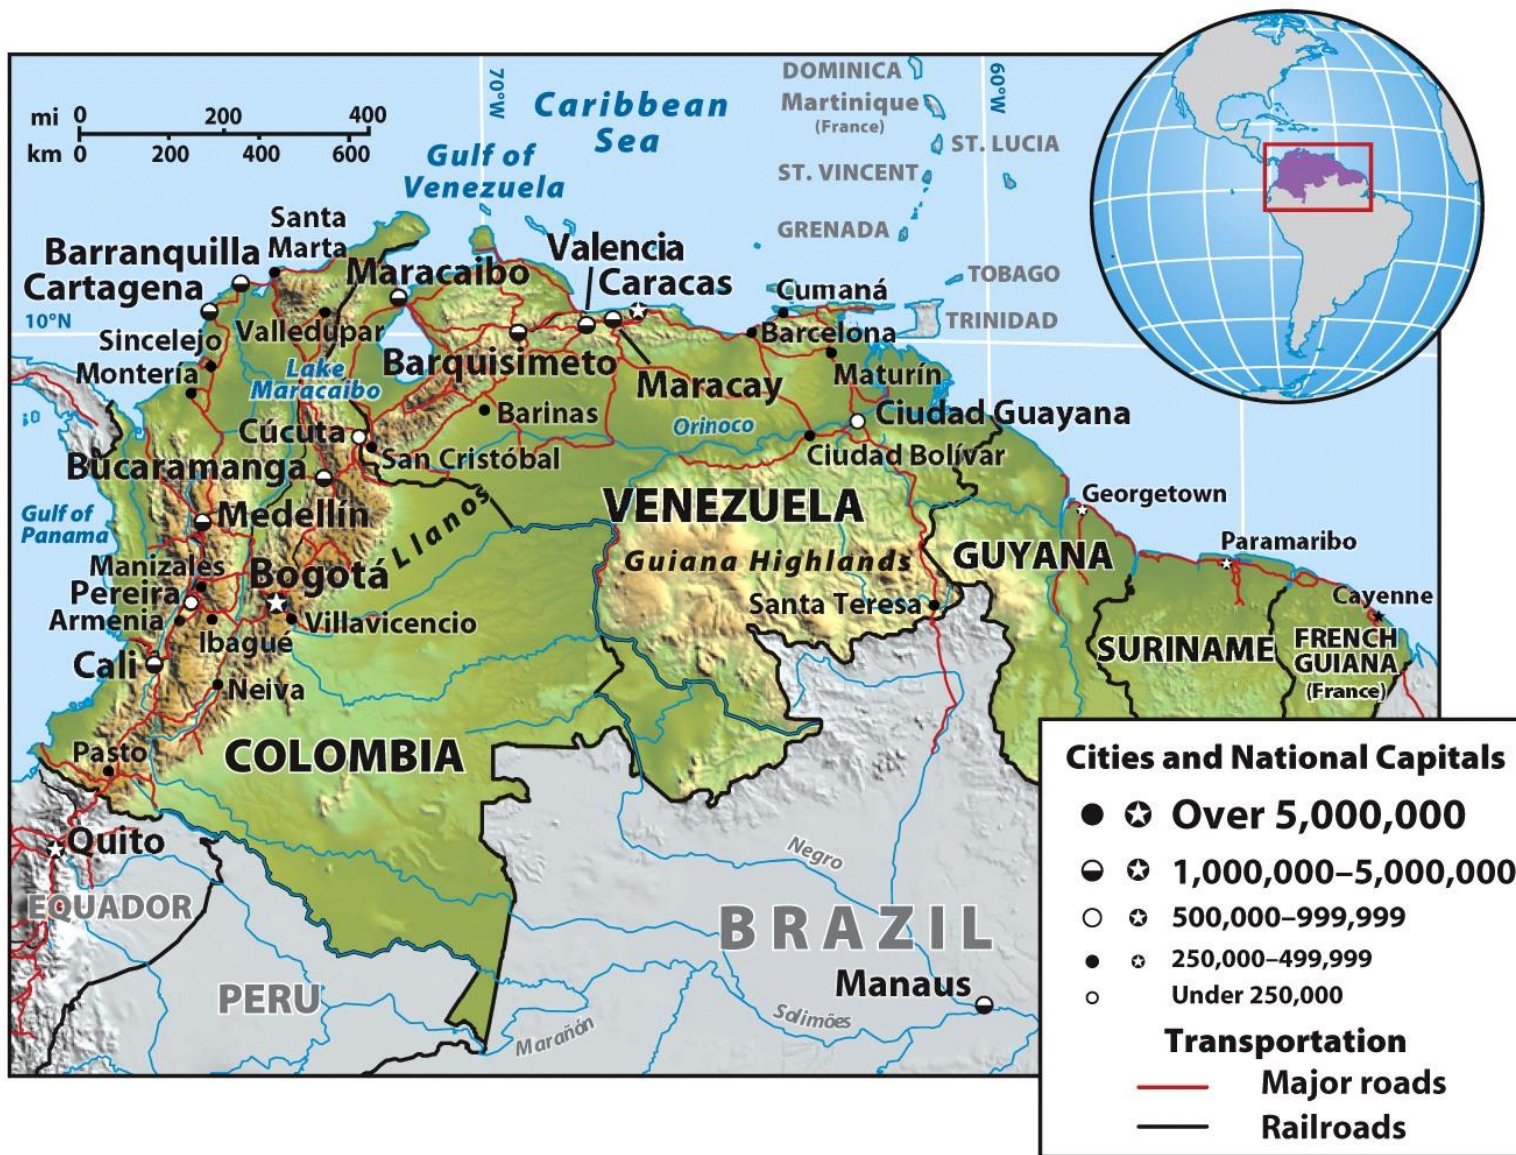 DOMINICA
Martinique
(France)
ST. LUCIA
ST. VINCENT
GRENADA
TOBAGO
TRINIDAD
mi 0 200 400
km 0 200 400 600
70°W
60°W
10°N
Caribbean
Sea
Gulf of
Venezuela
Santa
Marta
Barranquilla
Cartagena
Maracaibo
Valencia
Caracas
Cumaná
Sincelejo
Valledupar
Barcelona
Montería
Lake
Maracaibo
Barquisimeto
Maracay
Maturín
Barinas
Orinoco
Ciudad Guayana
Cúcuta
San Cristóbal
Ciudad Bolívar
Bucaramanga
Llanos
VENEZUELA
Georgetown
Gulf of
Panama
Medellín
Guiana Highlands
GUYANA
Paramaribo
Manizales
Bogotá
Pereira
Santa Teresa
Cayenne
Armenia
Ibagué
Villavicencio
Cali
SURINAME
FRENCH
GUIANA
(France)
Neiva
Pasto
COLOMBIA
Quito
Negro
EQUADOR
BRAZIL
PERU
Manaus
Marañón
Solimões
Cities and National Capitals
Over 5,000,000
1,000,000–5,000,000
500,000–999,999
250,000–499,999
Under 250,000
Transportation
Major roads
Railroads